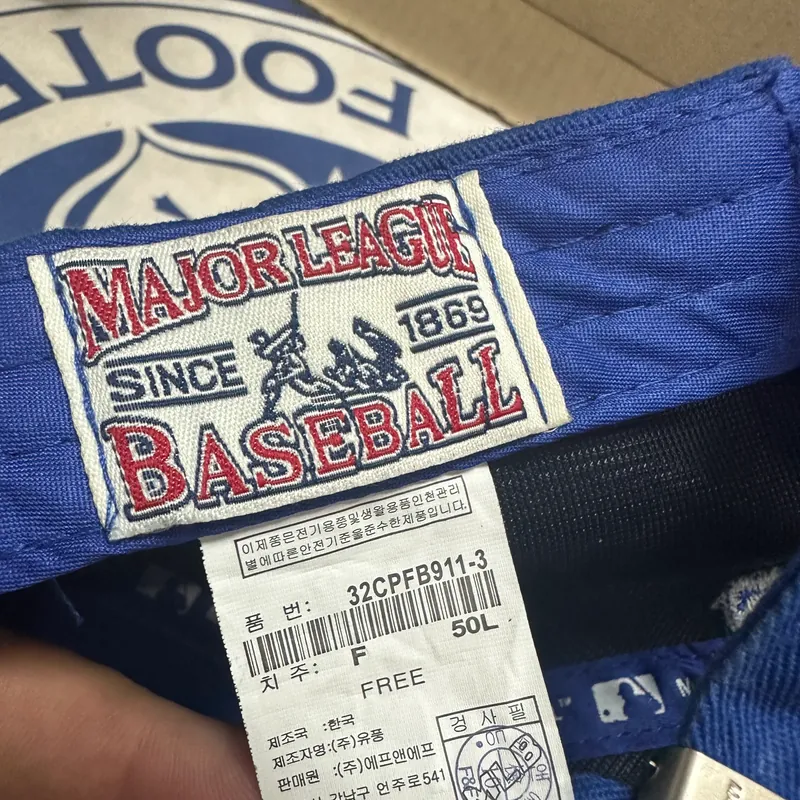 FOOTB
MAJOR LEAGUE
SINCE
1869
BASEBALL
이제품은전기용품및생활용품안전관리
별에따른안전기준을준수한제품입니다.
품 번: 32CPFB911-3
50L
치 주: F
FREE
제조국 :한국
제조자명:(주)유풍
판매원 :(주)에프앤에프
강남구 언주로541
검 사 필